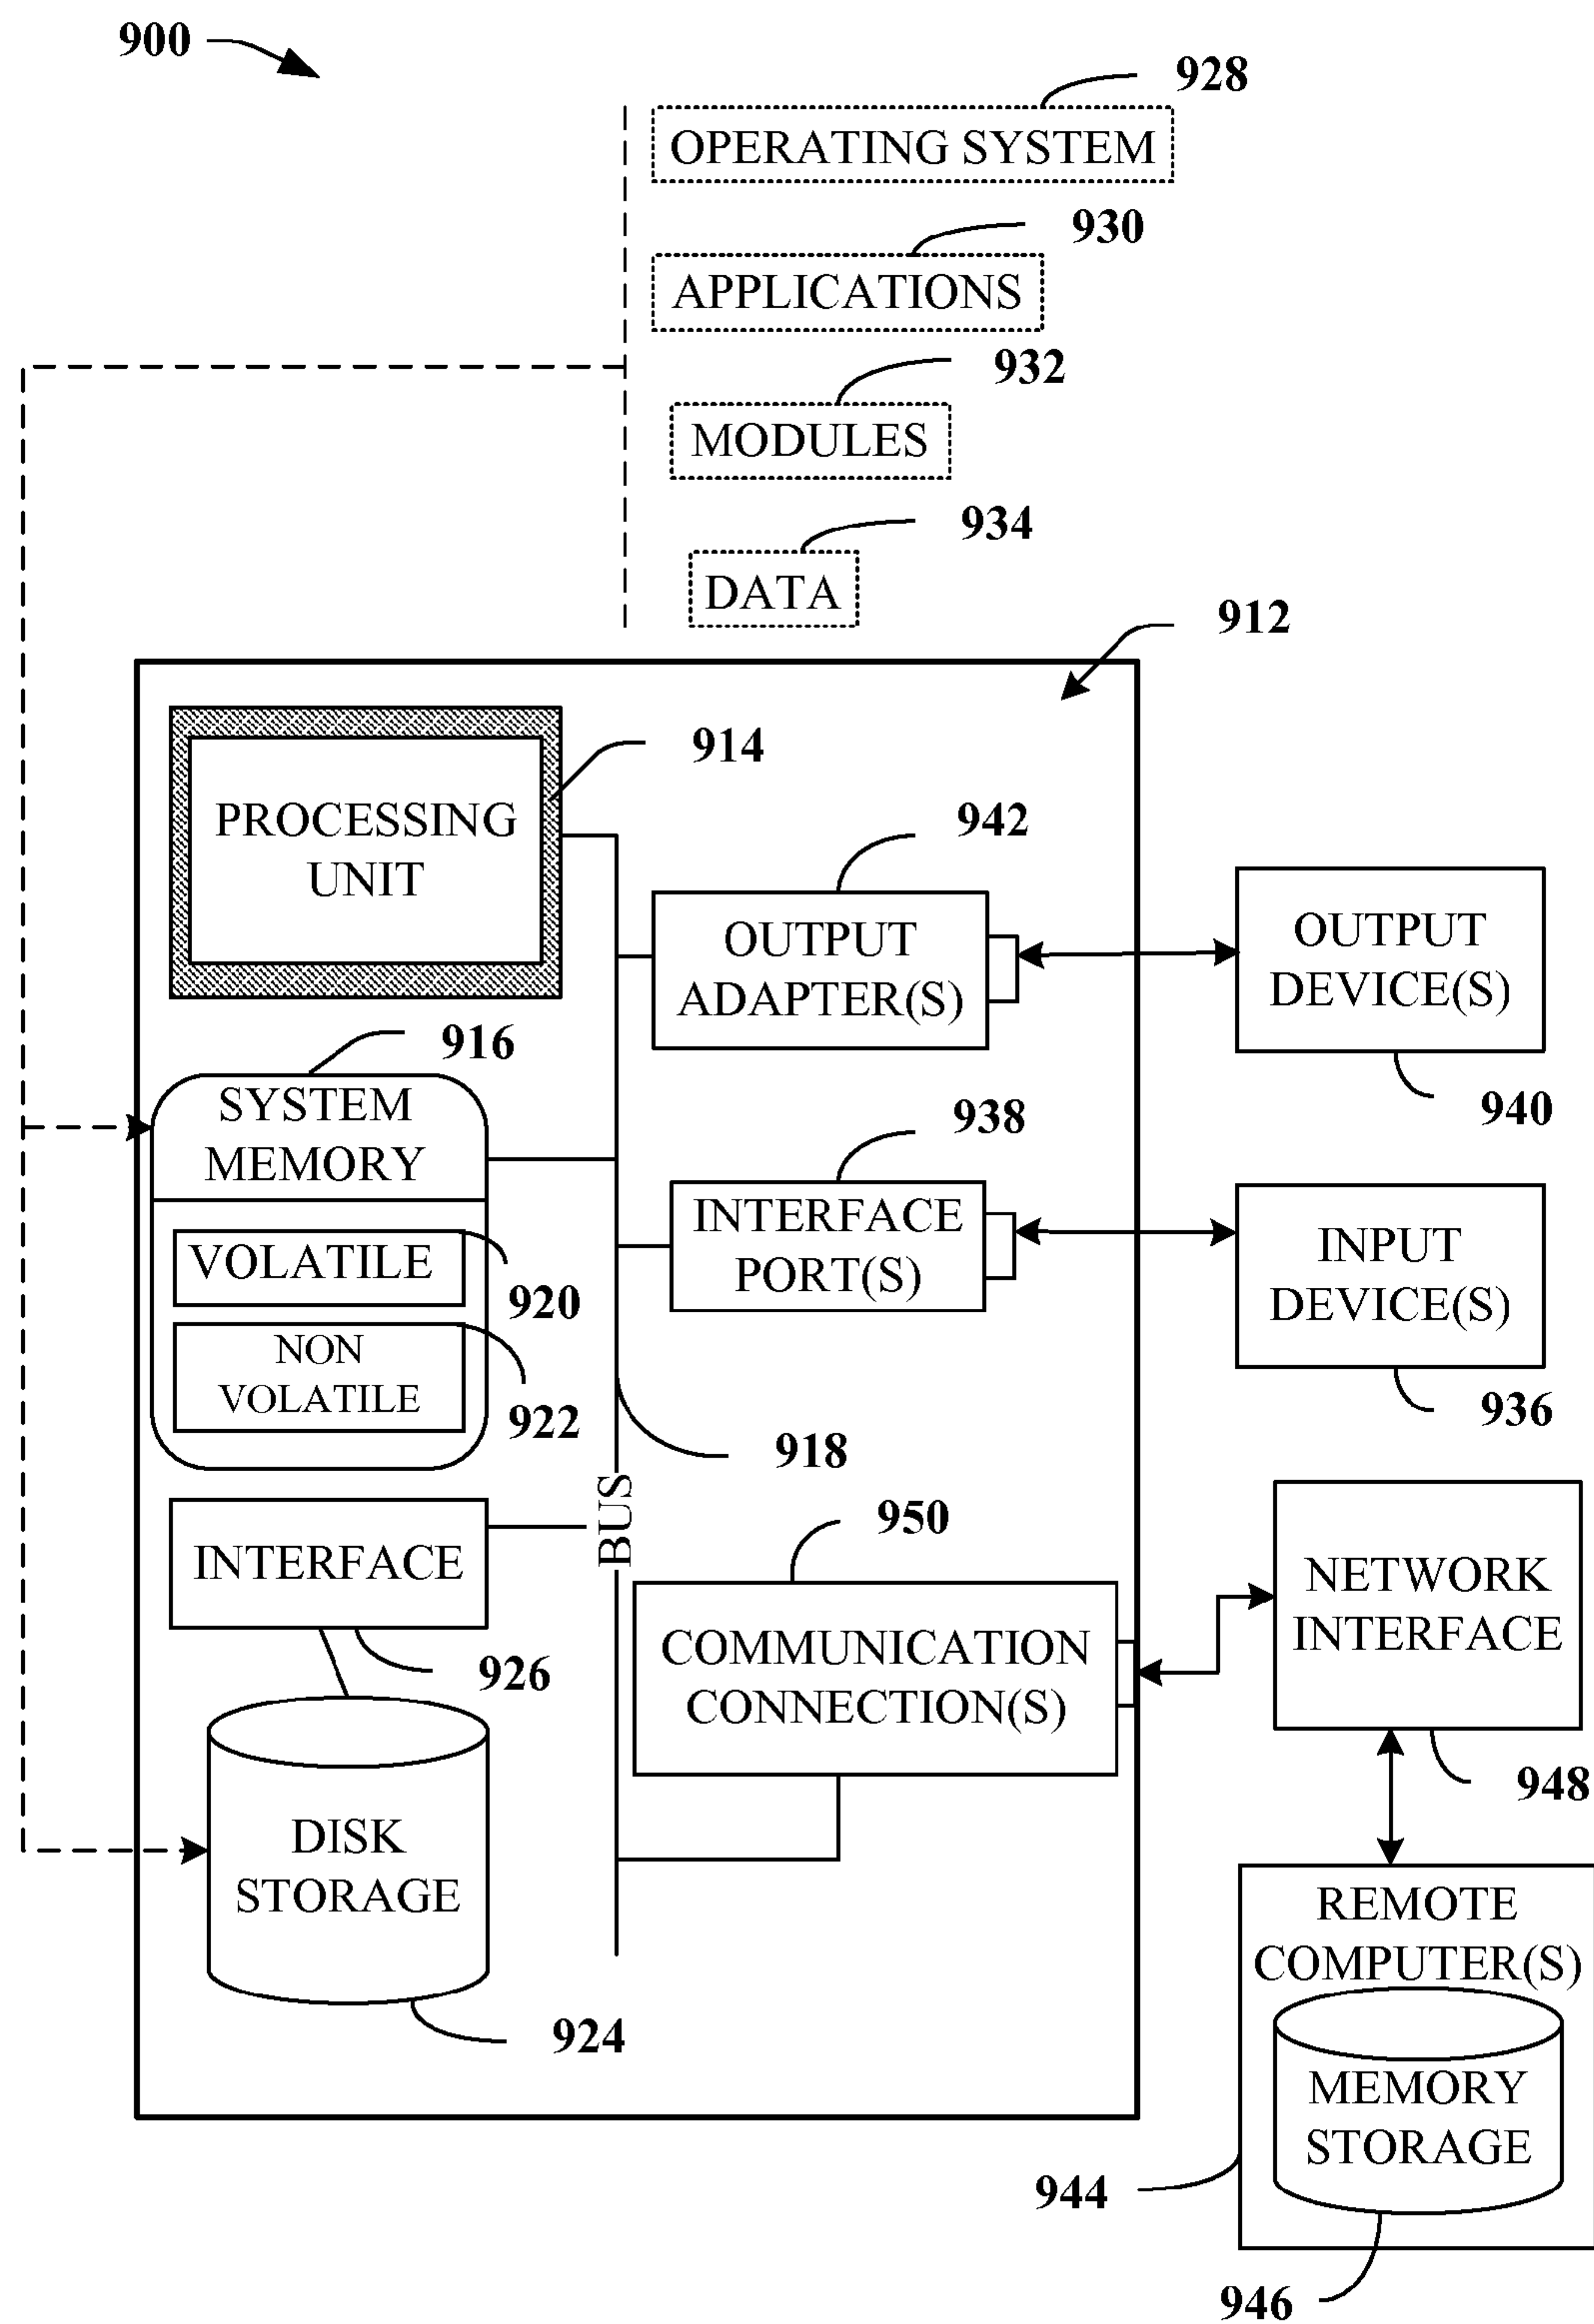 900
928
OPERATING SYSTEM
930
APPLICATIONS
932
MODULES
934
DATA
912
914
PROCESSING
UNIT
942
OUTPUT
ADAPTER(S)
OUTPUT
DEVICE(S)
940
916
SYSTEM
MEMORY
VOLATILE
920
NON
VOLATILE
922
938
INTERFACE
PORT(S)
INPUT
DEVICE(S)
936
918
BUS
INTERFACE
926
950
COMMUNICATION
CONNECTION(S)
NETWORK
INTERFACE
948
DISK
STORAGE
924
REMOTE
COMPUTER(S)
MEMORY
STORAGE
944
946